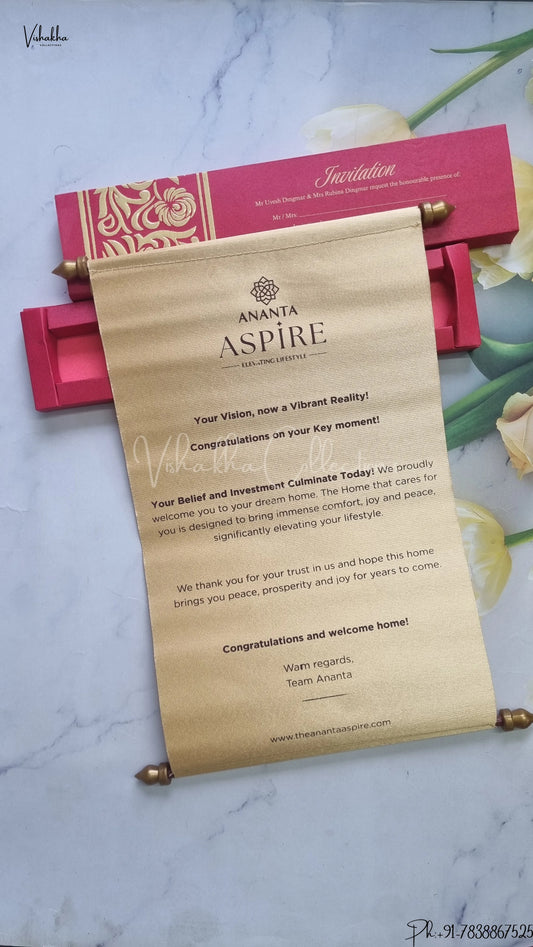 Vishakha
COLLECTIONS
Invitation
Mr Uvesh Dingmar & Mrs Rubina Dingmar request the honourable presence of:
Mr / Mrs.
ANANTA
ASPIRE
ELEVATING LIFESTYLE
Your Vision, now a Vibrant Reality!
Congratulations on your Key moment!
Vishakha Collections
Your Belief and Investment Culminate Today! We proudly
welcome you to your dream home. The Home that cares for
you is designed to bring immense comfort, joy and peace,
significantly elevating your lifestyle.
We thank you for your trust in us and hope this home
brings you peace, prosperity and joy for years to come.
Congratulations and welcome home!
Warm regards,
Team Ananta
www.theanantaaspire.com
Ph:+91-7838867525